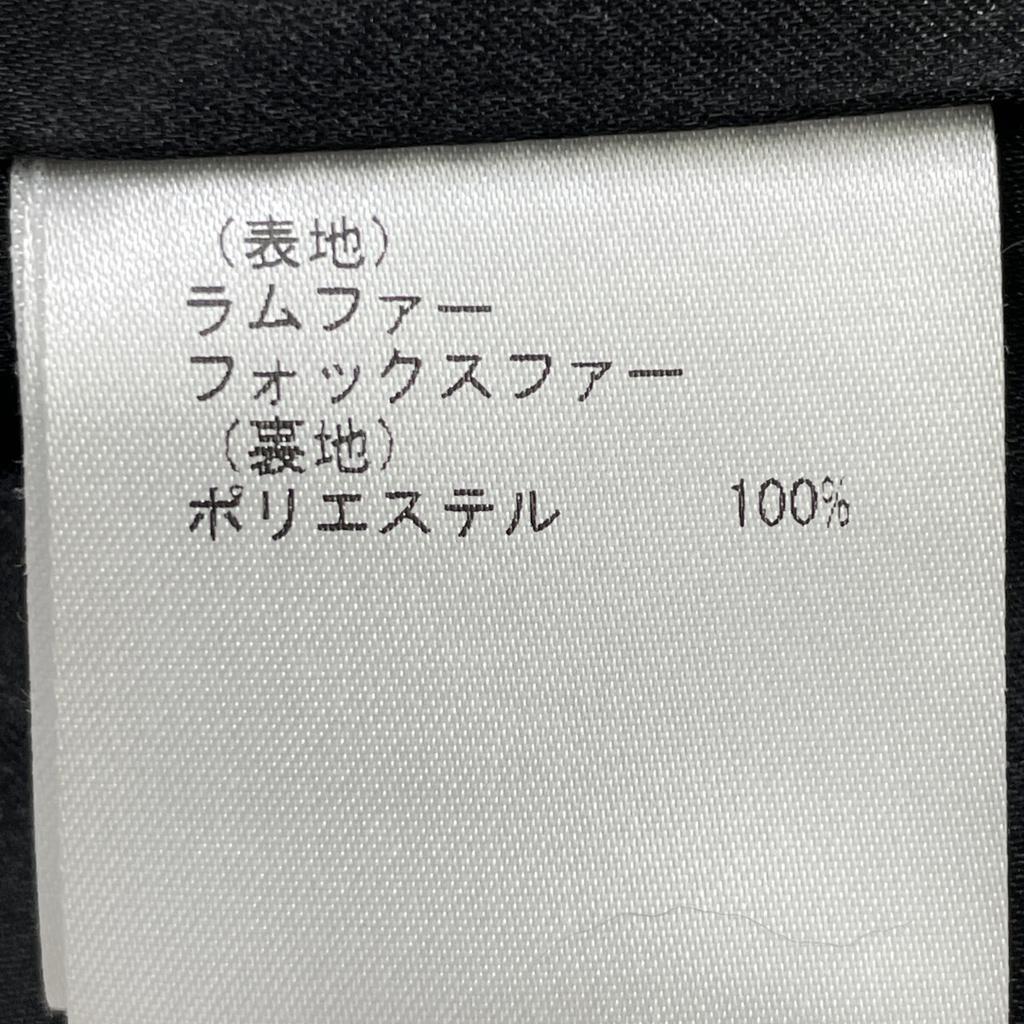 （表地）
ラムファー
フォックスファー
（裏地）
ポリエステル 100%